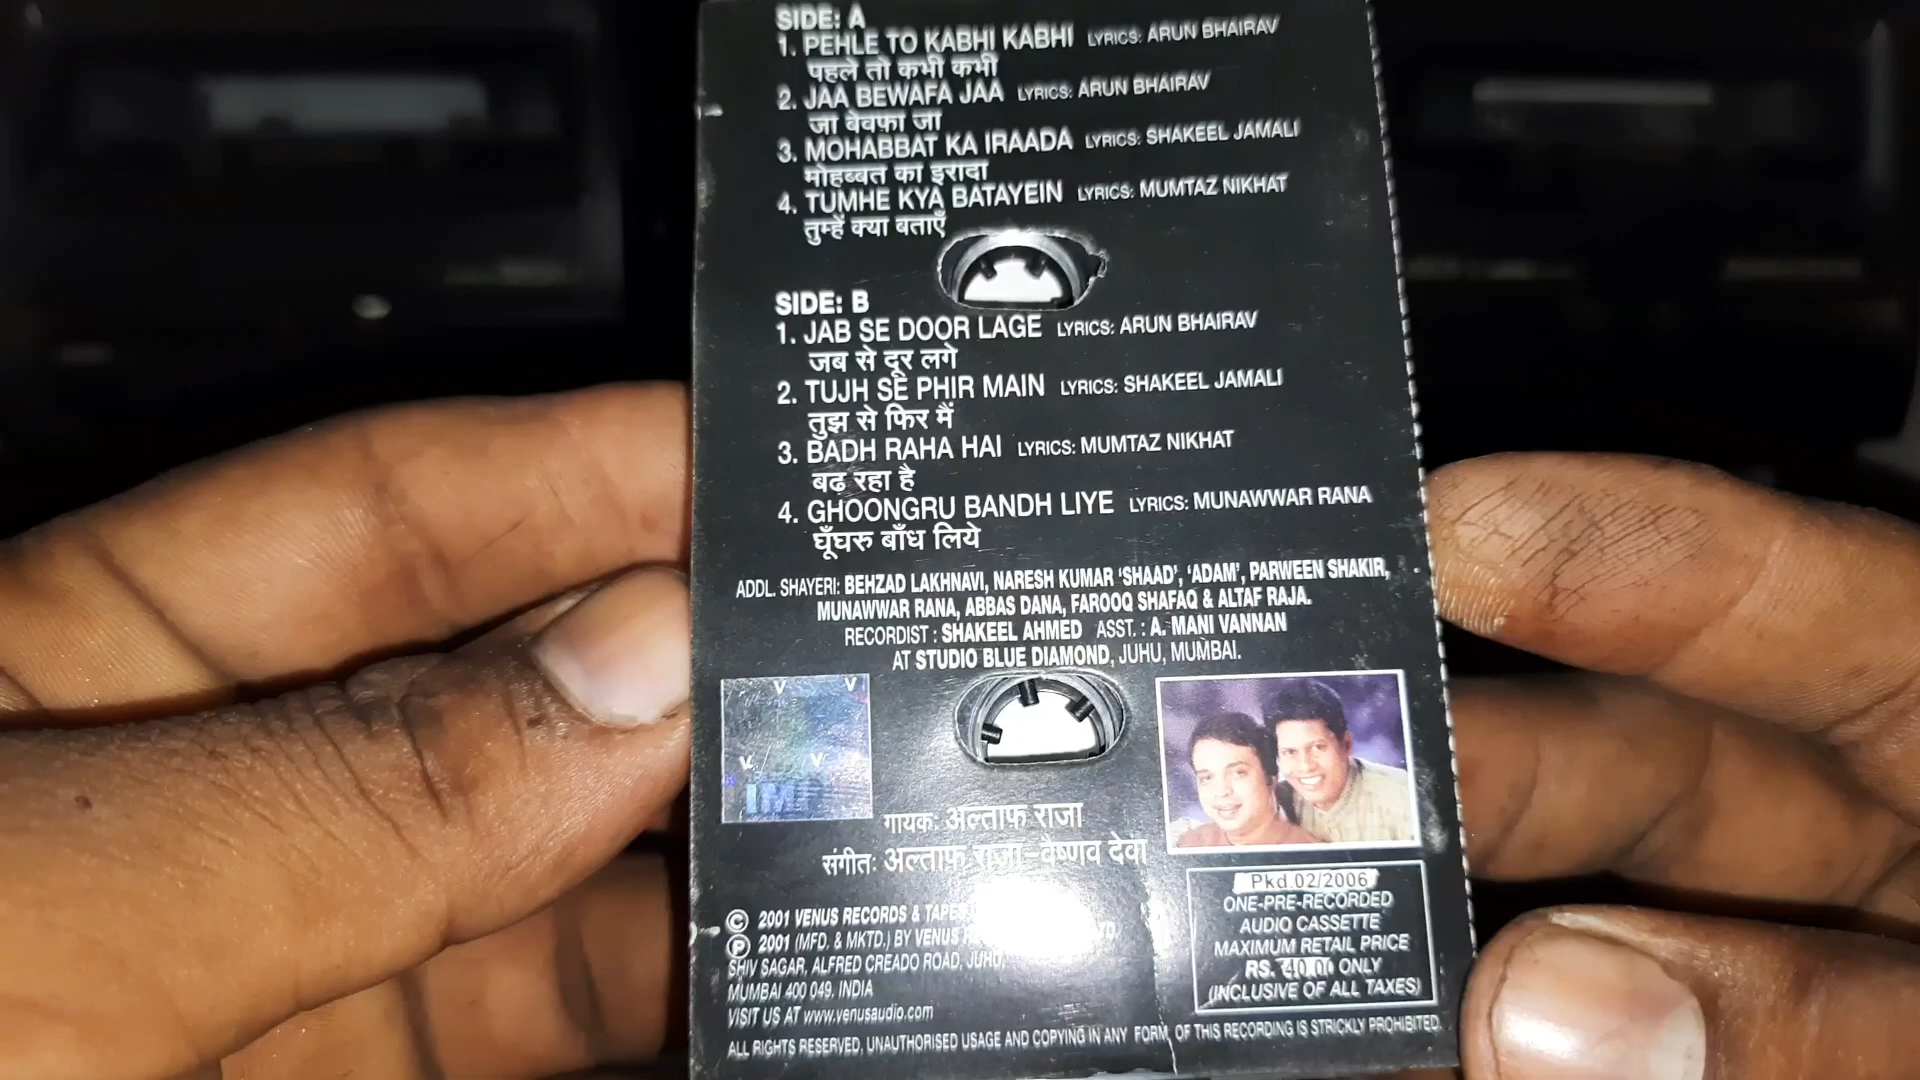 SIDE: A
1. PEHLE TO KABHI KABHI LYRICS: ARUN BHAIRAV
पहले तो कभी कभी
2. JAA BEWAFA JAA LYRICS: ARUN BHAIRAV
जा बेवफ़ा जा
3. MOHABBAT KA IRAADA LYRICS: SHAKEEL JAMALI
मोहब्बत का इरादा
4. TUMHE KYA BATAYEIN LYRICS: MUMTAZ NIKHAT
तुम्हें क्या बताएँ
SIDE: B
1. JAB SE DOOR LAGE LYRICS: ARUN BHAIRAV
जब से दूर लगे
2. TUJH SE PHIR MAIN LYRICS: SHAKEEL JAMALI
तुझ से फिर मैं
3. BADH RAHA HAI LYRICS: MUMTAZ NIKHAT
बढ़ रहा है
4. GHOONGRU BANDH LIYE LYRICS: MUNAWWAR RANA
घूँघरु बाँध लिये
ADDL. SHAYERI: BEHZAD LAKHNAVI, NARESH KUMAR 'SHAAD', 'ADAM', PARWEEN SHAKIR,
MUNAWWAR RANA, ABBAS DANA, FAROOQ SHAFAQ & ALTAF RAJA.
RECORDIST : SHAKEEL AHMED ASST. : A. MANI VANNAN
AT STUDIO BLUE DIAMOND, JUHU, MUMBAI.
गायक: अल्ताफ़ राजा
संगीत: अल्ताफ़ राजा-वैष्णव देवा
© 2001 VENUS RECORDS & TAPES
℗ 2001 (MFD. & MKTD.) BY VENUS
SHIV SAGAR, ALFRED CREADO ROAD, JUHU,
MUMBAI 400 049. INDIA
VISIT US AT www.venusaudio.com
Pkd.02/2006
ONE-PRE-RECORDED
AUDIO CASSETTE
MAXIMUM RETAIL PRICE
RS. 40.00 ONLY
(INCLUSIVE OF ALL TAXES)
ALL RIGHTS RESERVED. UNAUTHORISED USAGE AND COPYING IN ANY FORM OF THIS RECORDING IS STRICTLY PROHIBITED.